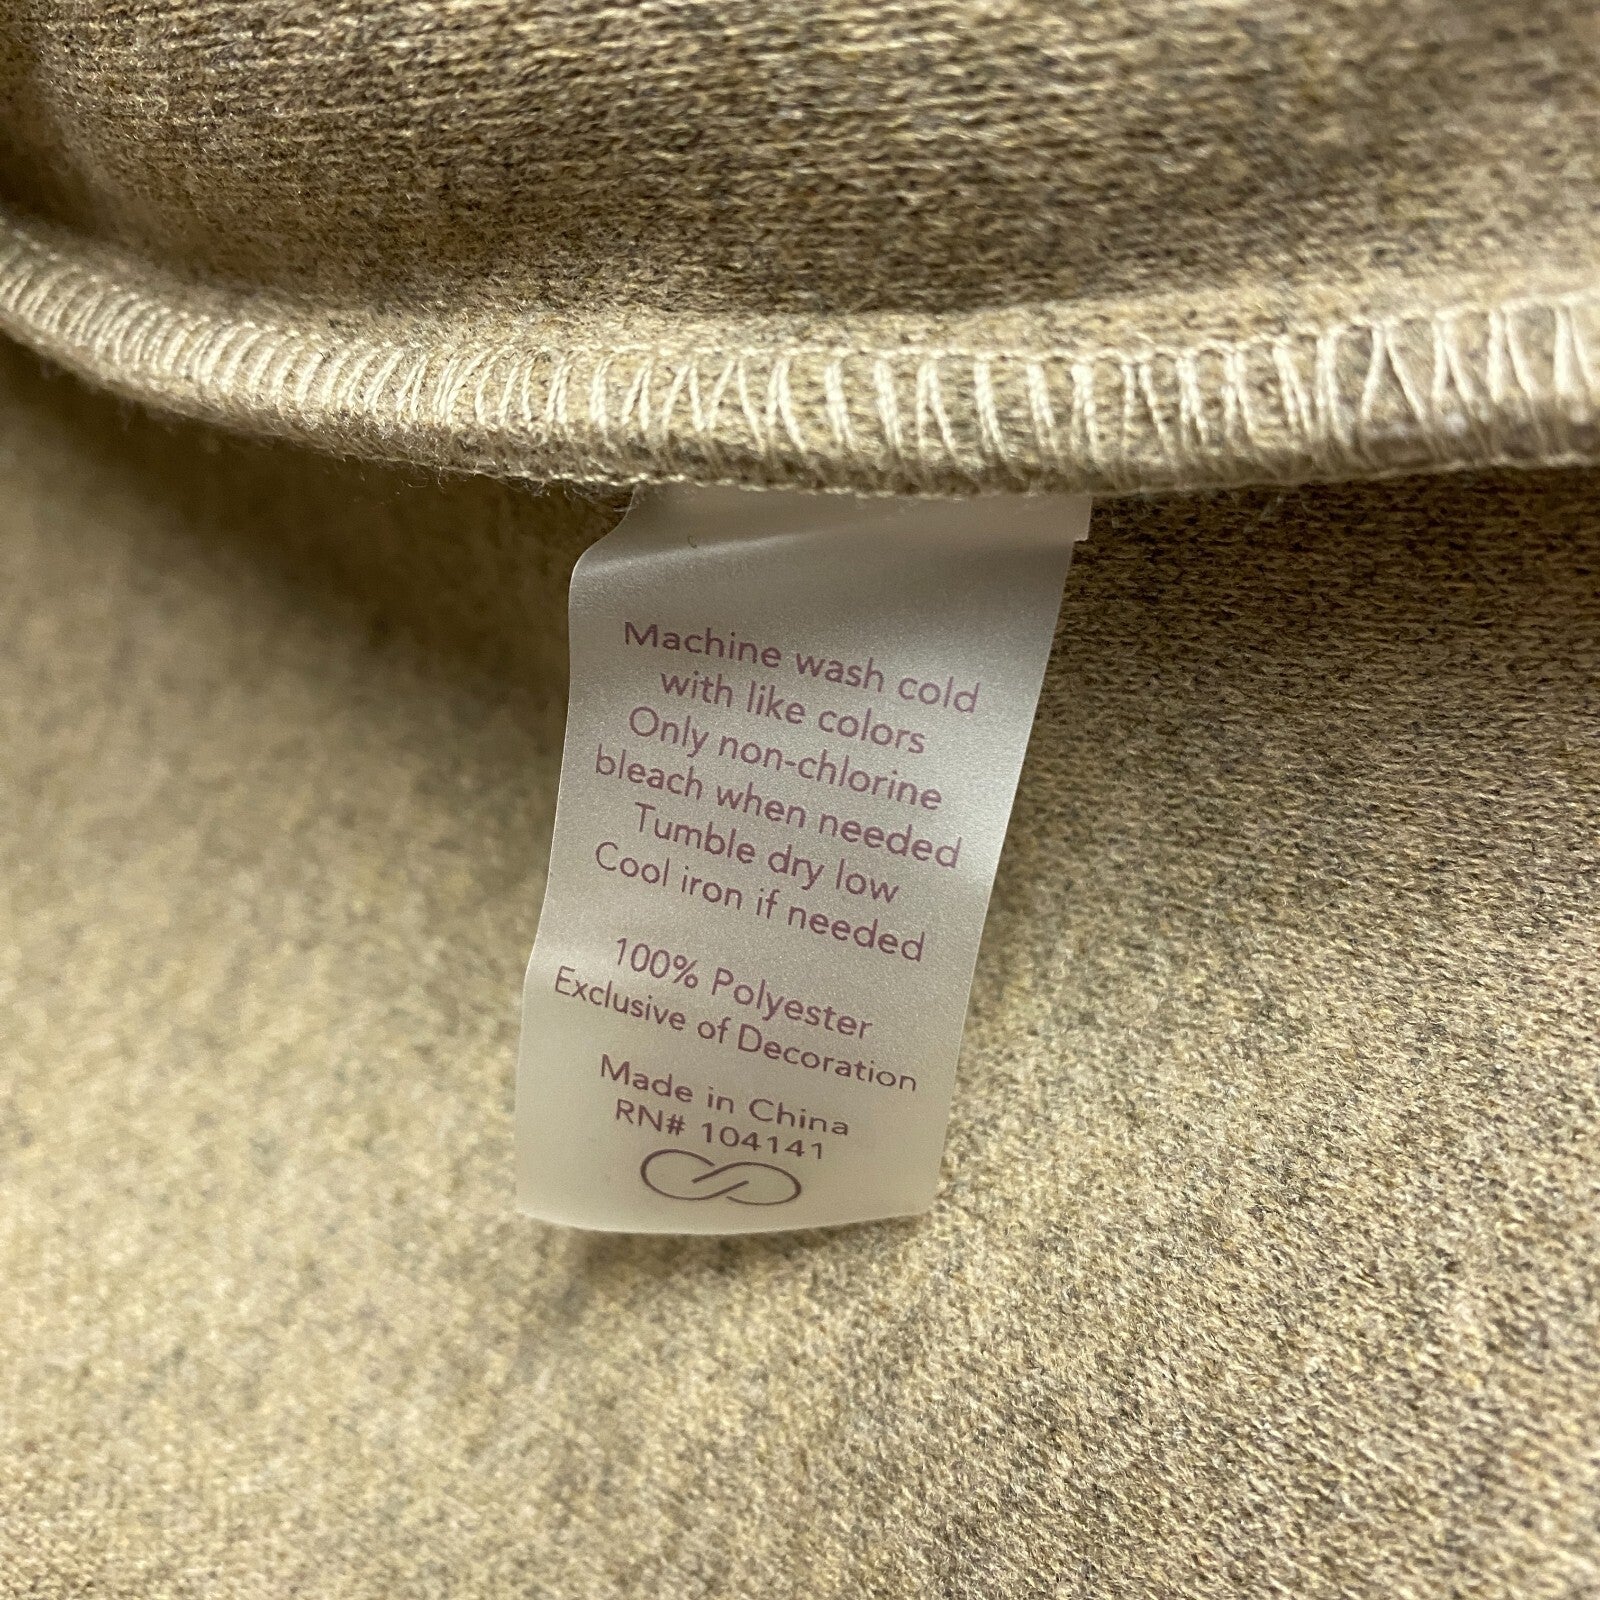 Machine wash cold
with like colors
Only non-chlorine
bleach when needed
Tumble dry low
Cool iron if needed
100% Polyester
Exclusive of Decoration
Made in China
RN# 104141